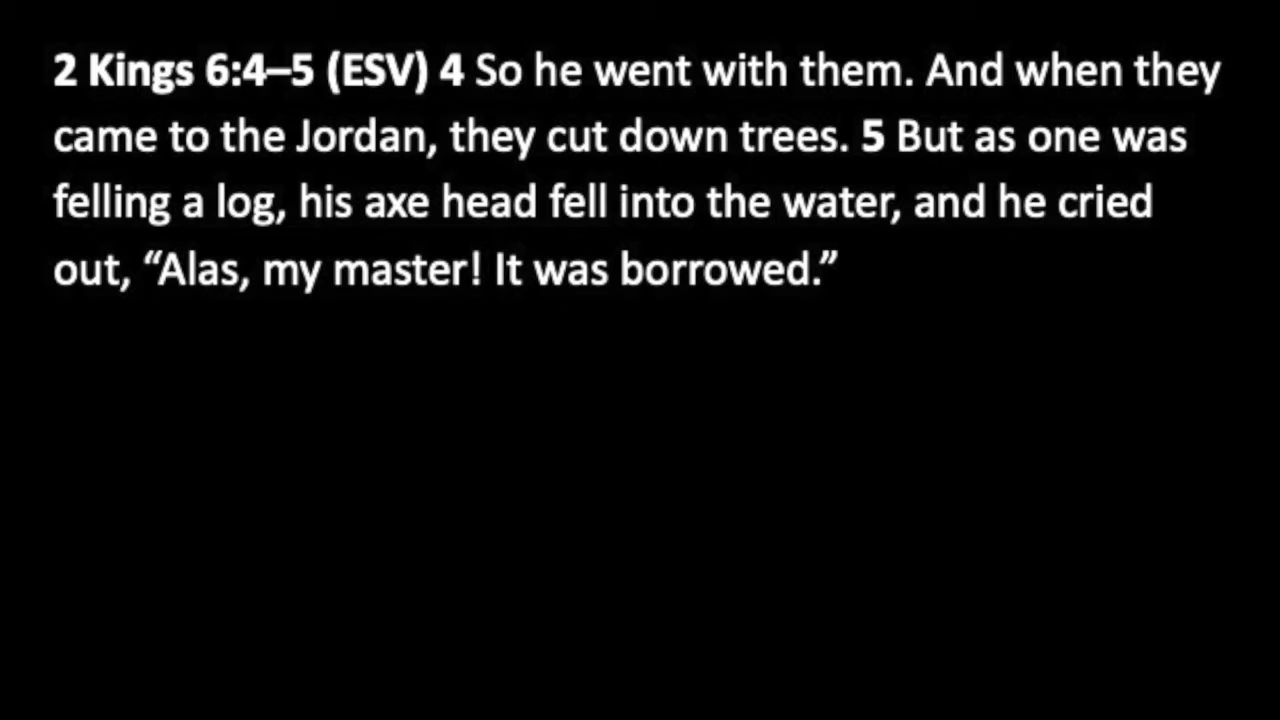 2 Kings 6:4–5 (ESV) 4 So he went with them. And when they
came to the Jordan, they cut down trees. 5 But as one was
felling a log, his axe head fell into the water, and he cried
out, “Alas, my master! It was borrowed.”